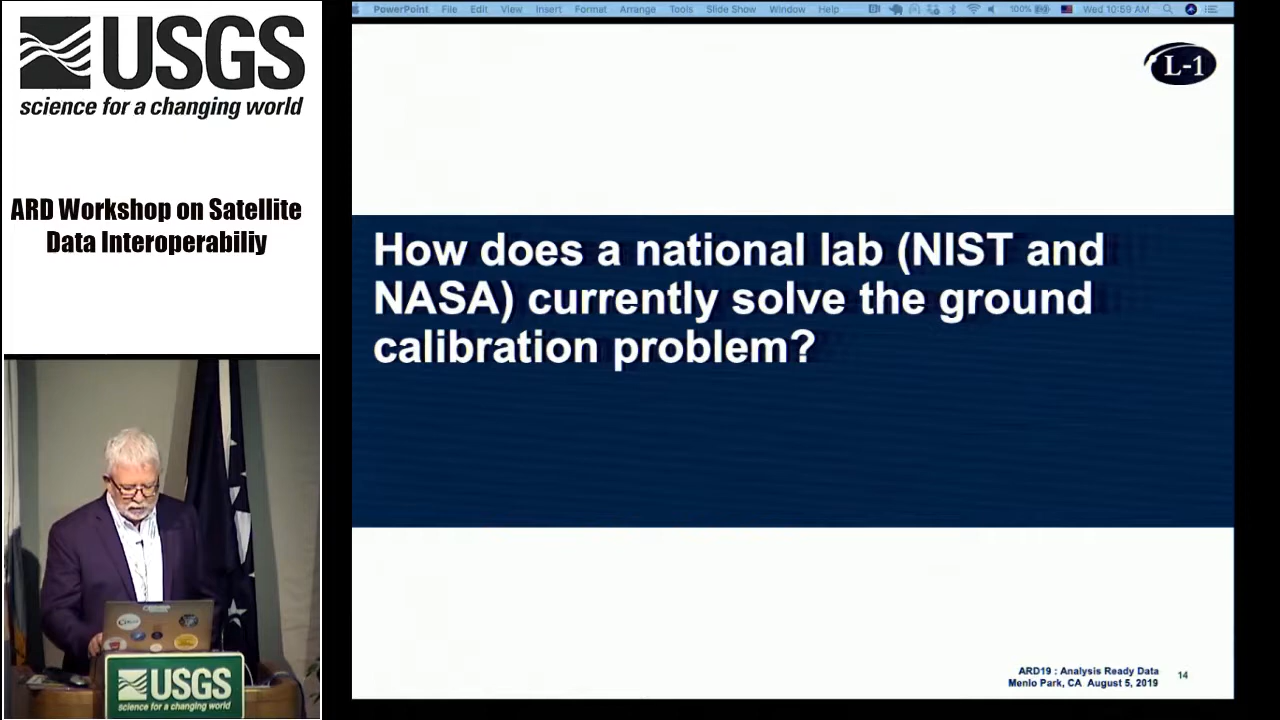 USGS
science for a changing world
ARD Workshop on Satellite
Data Interoperabiliy
PowerPoint File Edit View Insert Format Arrange Tools Slide Show Window Help 100% Wed 10:59 AM
L-1
How does a national lab (NIST and
NASA) currently solve the ground
calibration problem?
ARD19 : Analysis Ready Data
Menlo Park, CA August 5, 2019
14
USGS
science for a changing world